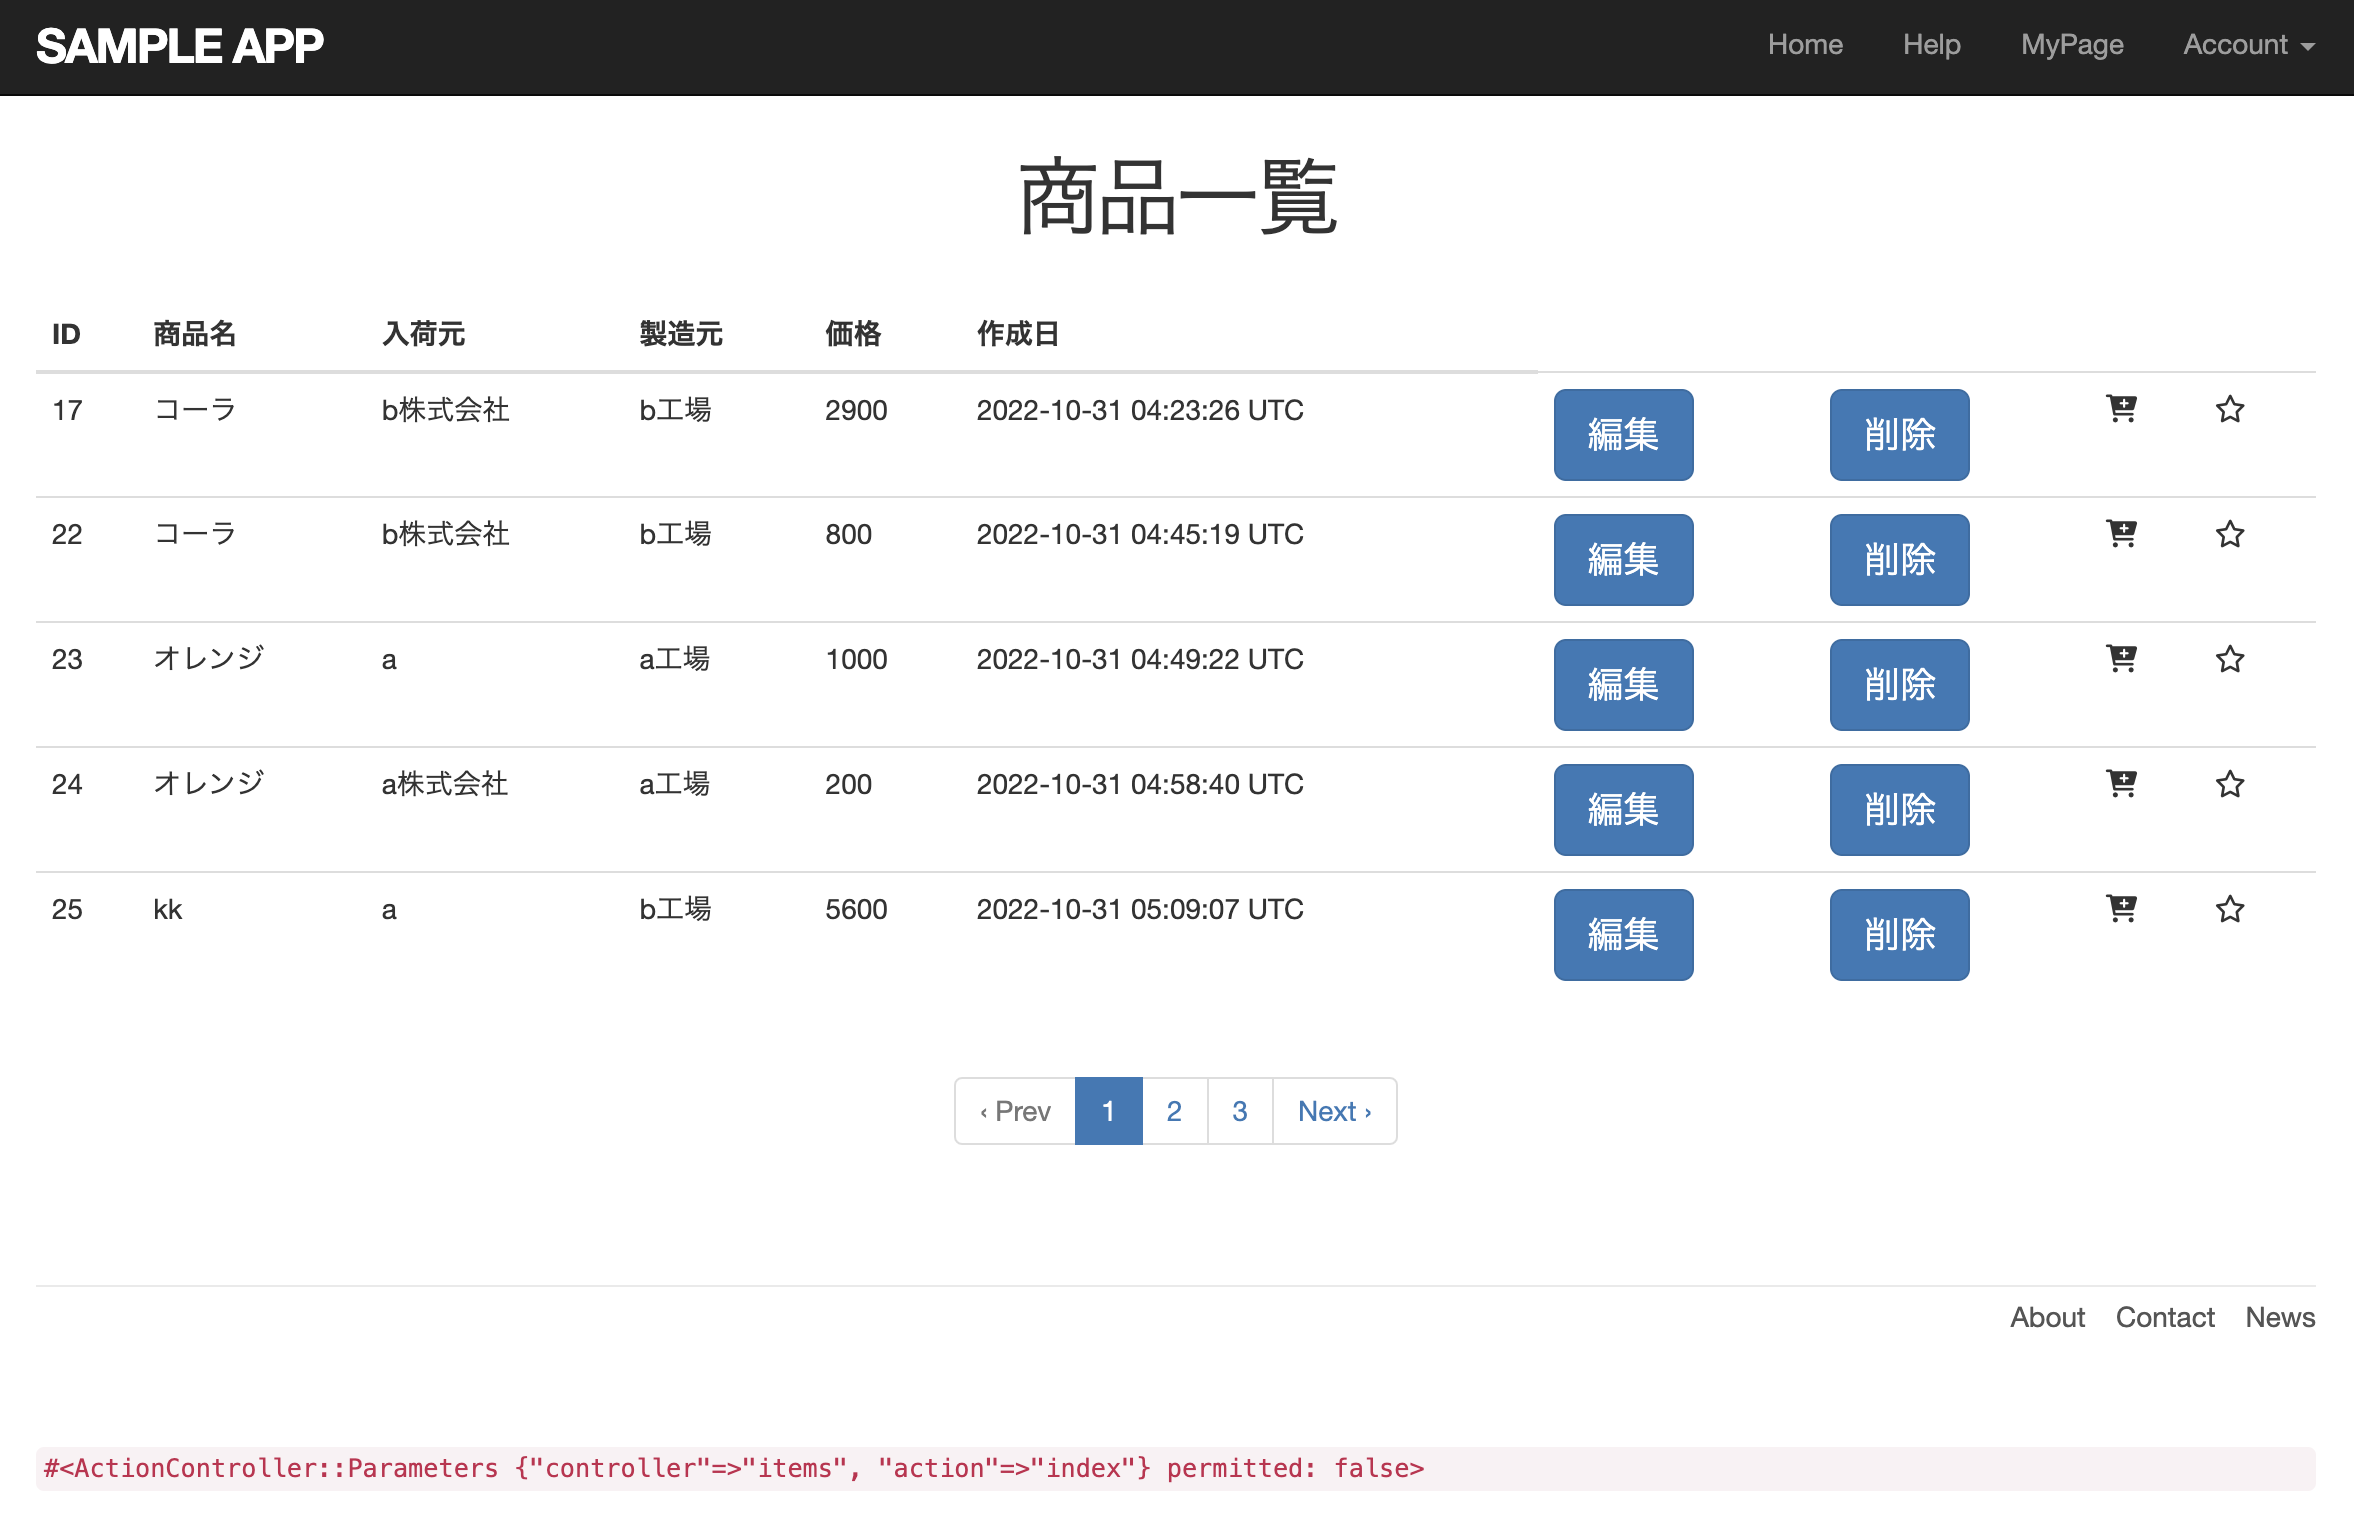 SAMPLE APP Home Help MyPage Account
商品一覧
ID 商品名 入荷元 製造元 価格 作成日
17 コーラ b株式会社 b工場 2900 2022-10-31 04:23:26 UTC 編集 削除
22 コーラ b株式会社 b工場 800 2022-10-31 04:45:19 UTC 編集 削除
23 オレンジ a a工場 1000 2022-10-31 04:49:22 UTC 編集 削除
24 オレンジ a株式会社 a工場 200 2022-10-31 04:58:40 UTC 編集 削除
25 kk a b工場 5600 2022-10-31 05:09:07 UTC 編集 削除
‹ Prev 1 2 3 Next ›
About Contact News
#<ActionController::Parameters {"controller"=>"items", "action"=>"index"} permitted: false>